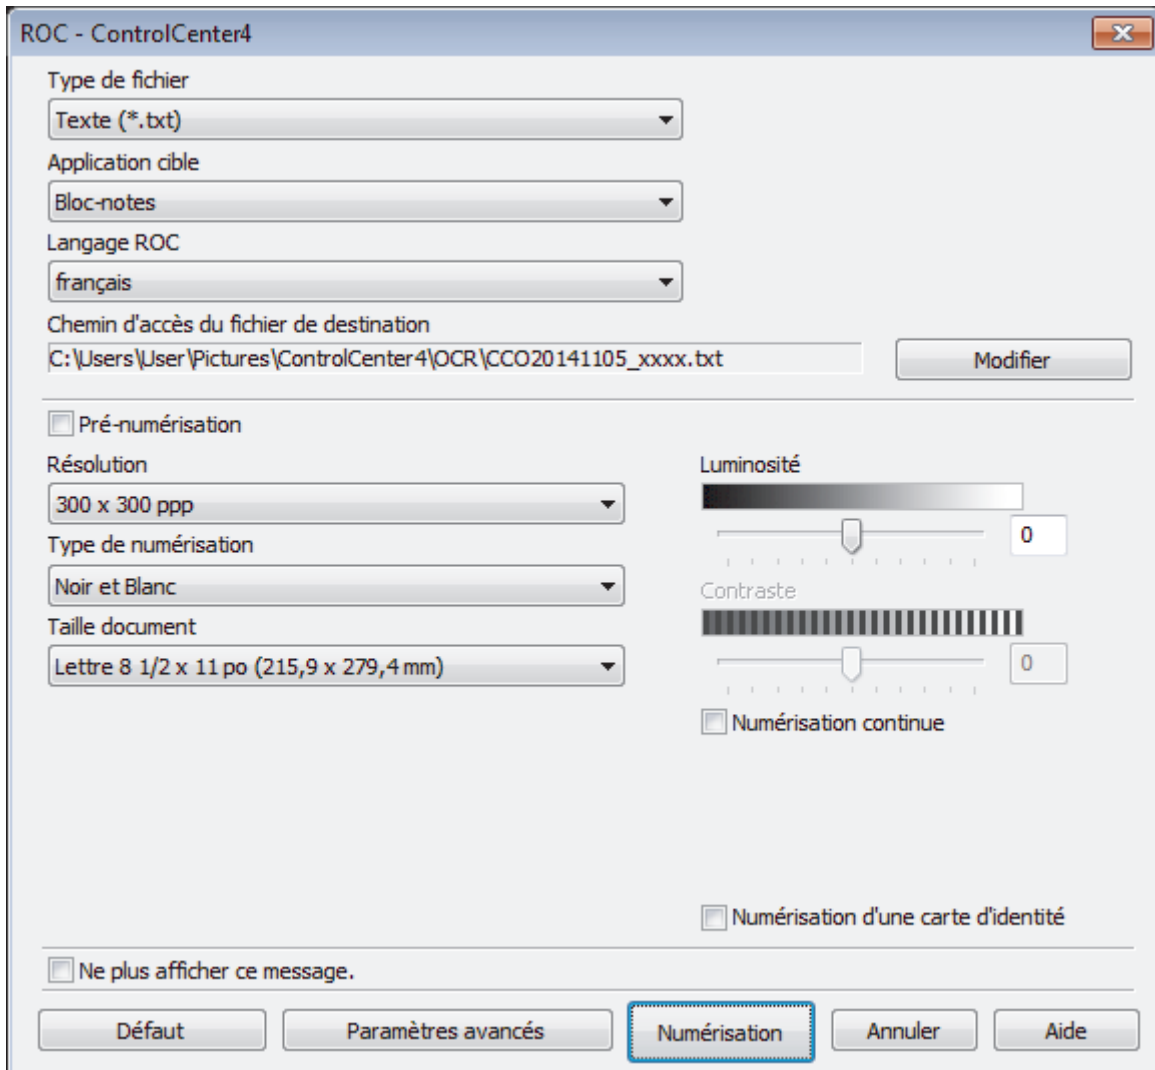 ROC - ControlCenter4
Type de fichier
Texte (*.txt)
Application cible
Bloc-notes
Langage ROC
français
Chemin d'accès du fichier de destination
C:\Users\User\Pictures\ControlCenter4\OCR\CCO20141105_xxxx.txt
Modifier
Pré-numérisation
Résolution
300 x 300 ppp
Type de numérisation
Noir et Blanc
Taille document
Lettre 8 1/2 x 11 po (215,9 x 279,4 mm)
Luminosité
0
Contraste
0
Numérisation continue
Numérisation d'une carte d'identité
Ne plus afficher ce message.
Défaut
Paramètres avancés
Numérisation
Annuler
Aide